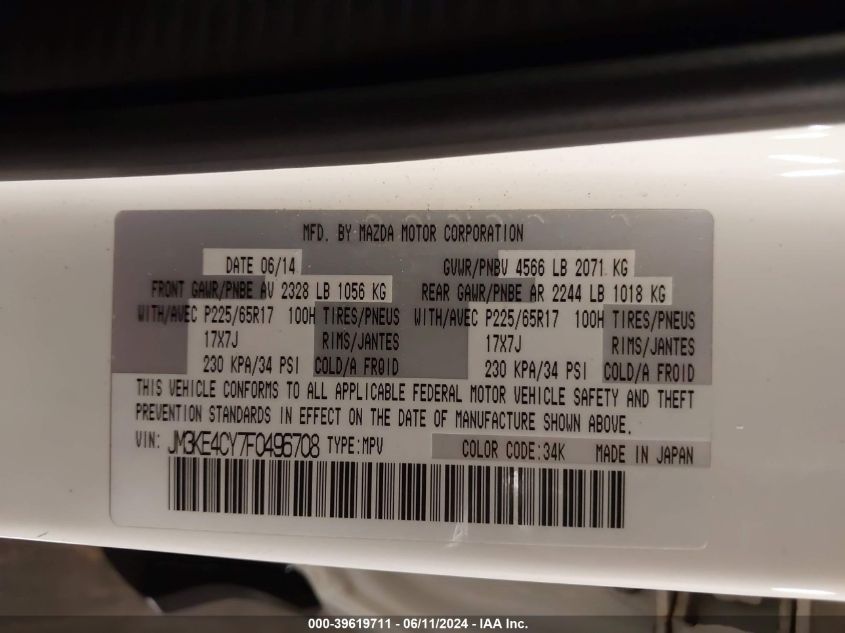 MFD. BY MAZDA MOTOR CORPORATION
DATE 06/14 GVWR/PNBV 4566 LB 2071 KG
FRONT GAWR/PNBE AV 2328 LB 1056 KG REAR GAWR/PNBE AR 2244 LB 1018 KG
WITH/AVEC P225/65R17 100H TIRES/PNEUS WITH/AVEC P225/65R17 100H TIRES/PNEUS
17X7J RIMS/JANTES 17X7J RIMS/JANTES
230 KPA/34 PSI COLD/A FROID 230 KPA/34 PSI COLD/A FROID
THIS VEHICLE CONFORMS TO ALL APPLICABLE FEDERAL MOTOR VEHICLE SAFETY AND THEFT
PREVENTION STANDARDS IN EFFECT ON THE DATE OF MANUFACTURE SHOWN ABOVE.
VIN: JM3KE4CY7F0496708 TYPE:MPV COLOR CODE:34K MADE IN JAPAN
000-39619711 - 06/11/2024 - IAA Inc.